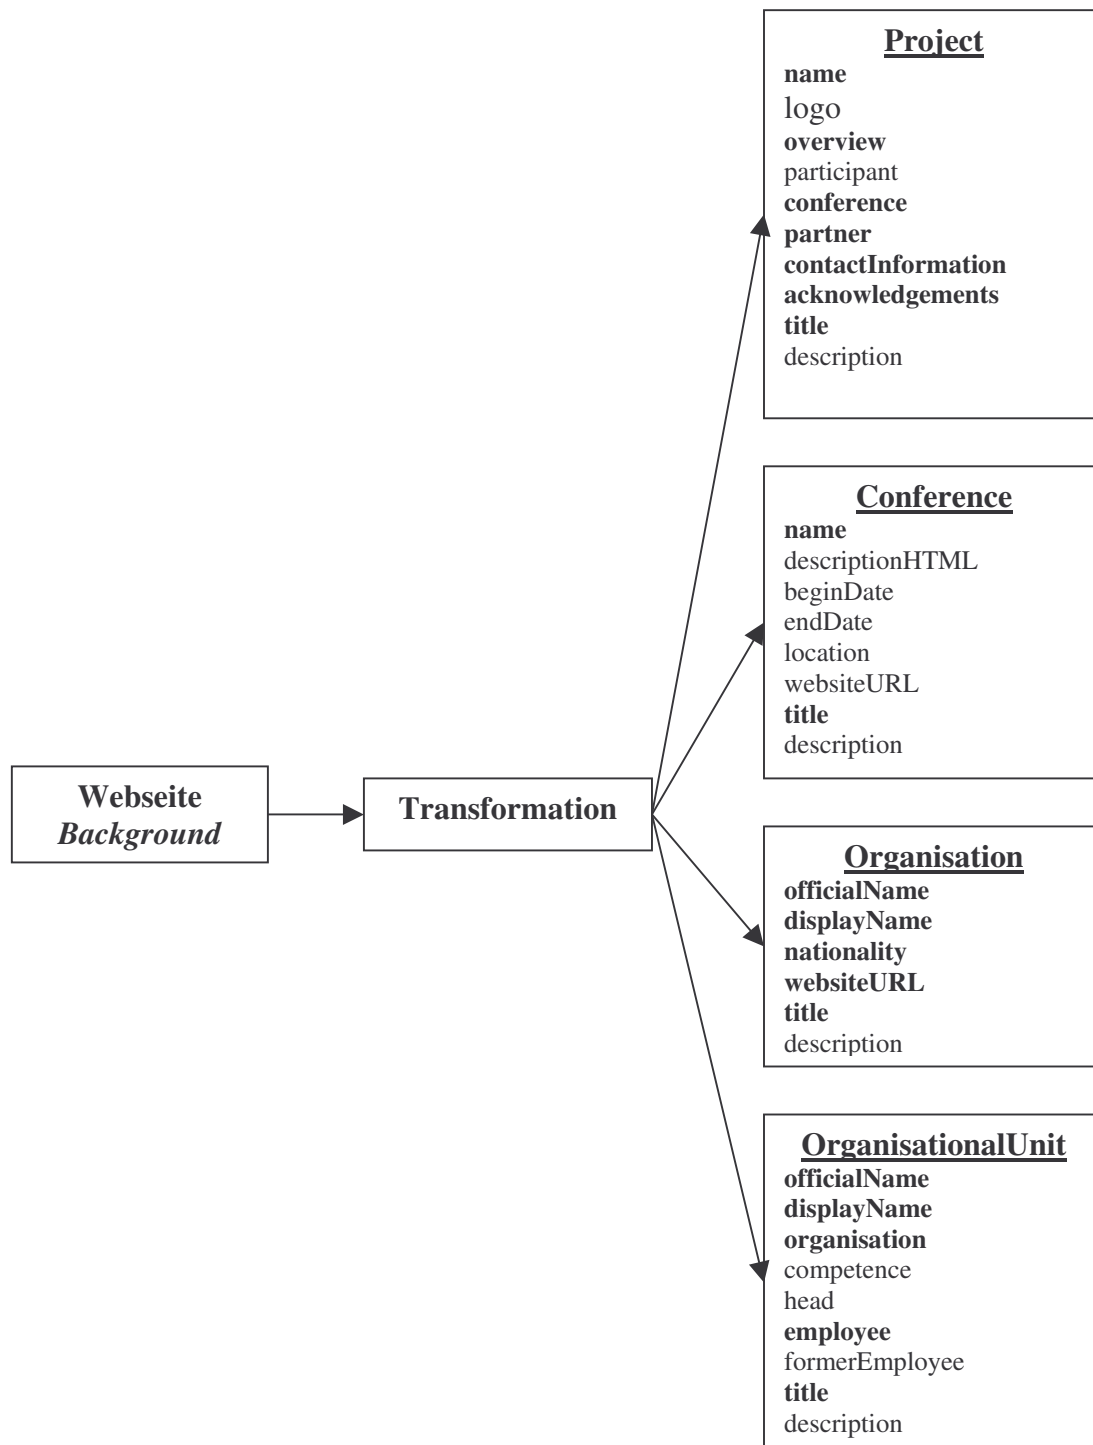 Project
name
logo
overview
participant
conference
partner
contactInformation
acknowledgements
title
description
Conference
name
descriptionHTML
beginDate
endDate
location
websiteURL
title
description
Webseite
Background
Transformation
Organisation
officialName
displayName
nationality
websiteURL
title
description
OrganisationalUnit
officialName
displayName
organisation
competence
head
employee
formerEmployee
title
description